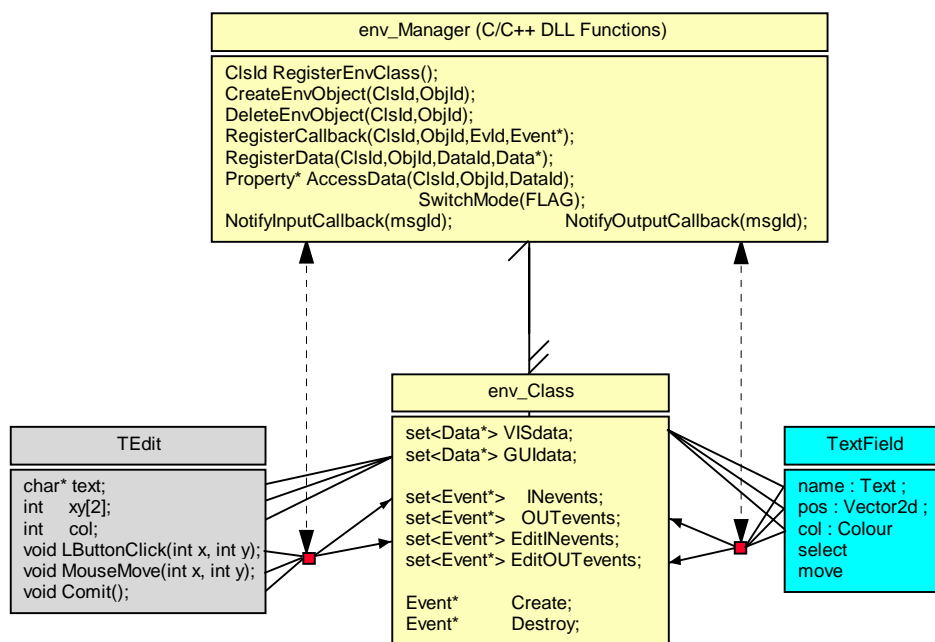 env_Manager (C/C++ DLL Functions)
ClsId RegisterEnvClass();
CreateEnvObject(ClsId,ObjId);
DeleteEnvObject(ClsId,ObjId);
RegisterCallback(ClsId,ObjId,EvId,Event*);
RegisterData(ClsId,ObjId,DataId,Data*);
Property* AccessData(ClsId,ObjId,DataId);
SwitchMode(FLAG);
NotifyInputCallback(msgId); NotifyOutputCallback(msgId);
env_Class
set<Data*> VISdata;
set<Data*> GUIdata;
set<Event*> INevents;
set<Event*> OUTevents;
set<Event*> EditINevents;
set<Event*> EditOUTevents;
Event* Create;
Event* Destroy;
TEdit
char* text;
int xy[2];
int col;
void LButtonClick(int x, int y);
void MouseMove(int x, int y);
void Comit();
TextField
name : Text ;
pos : Vector2d ;
col : Colour
select
move